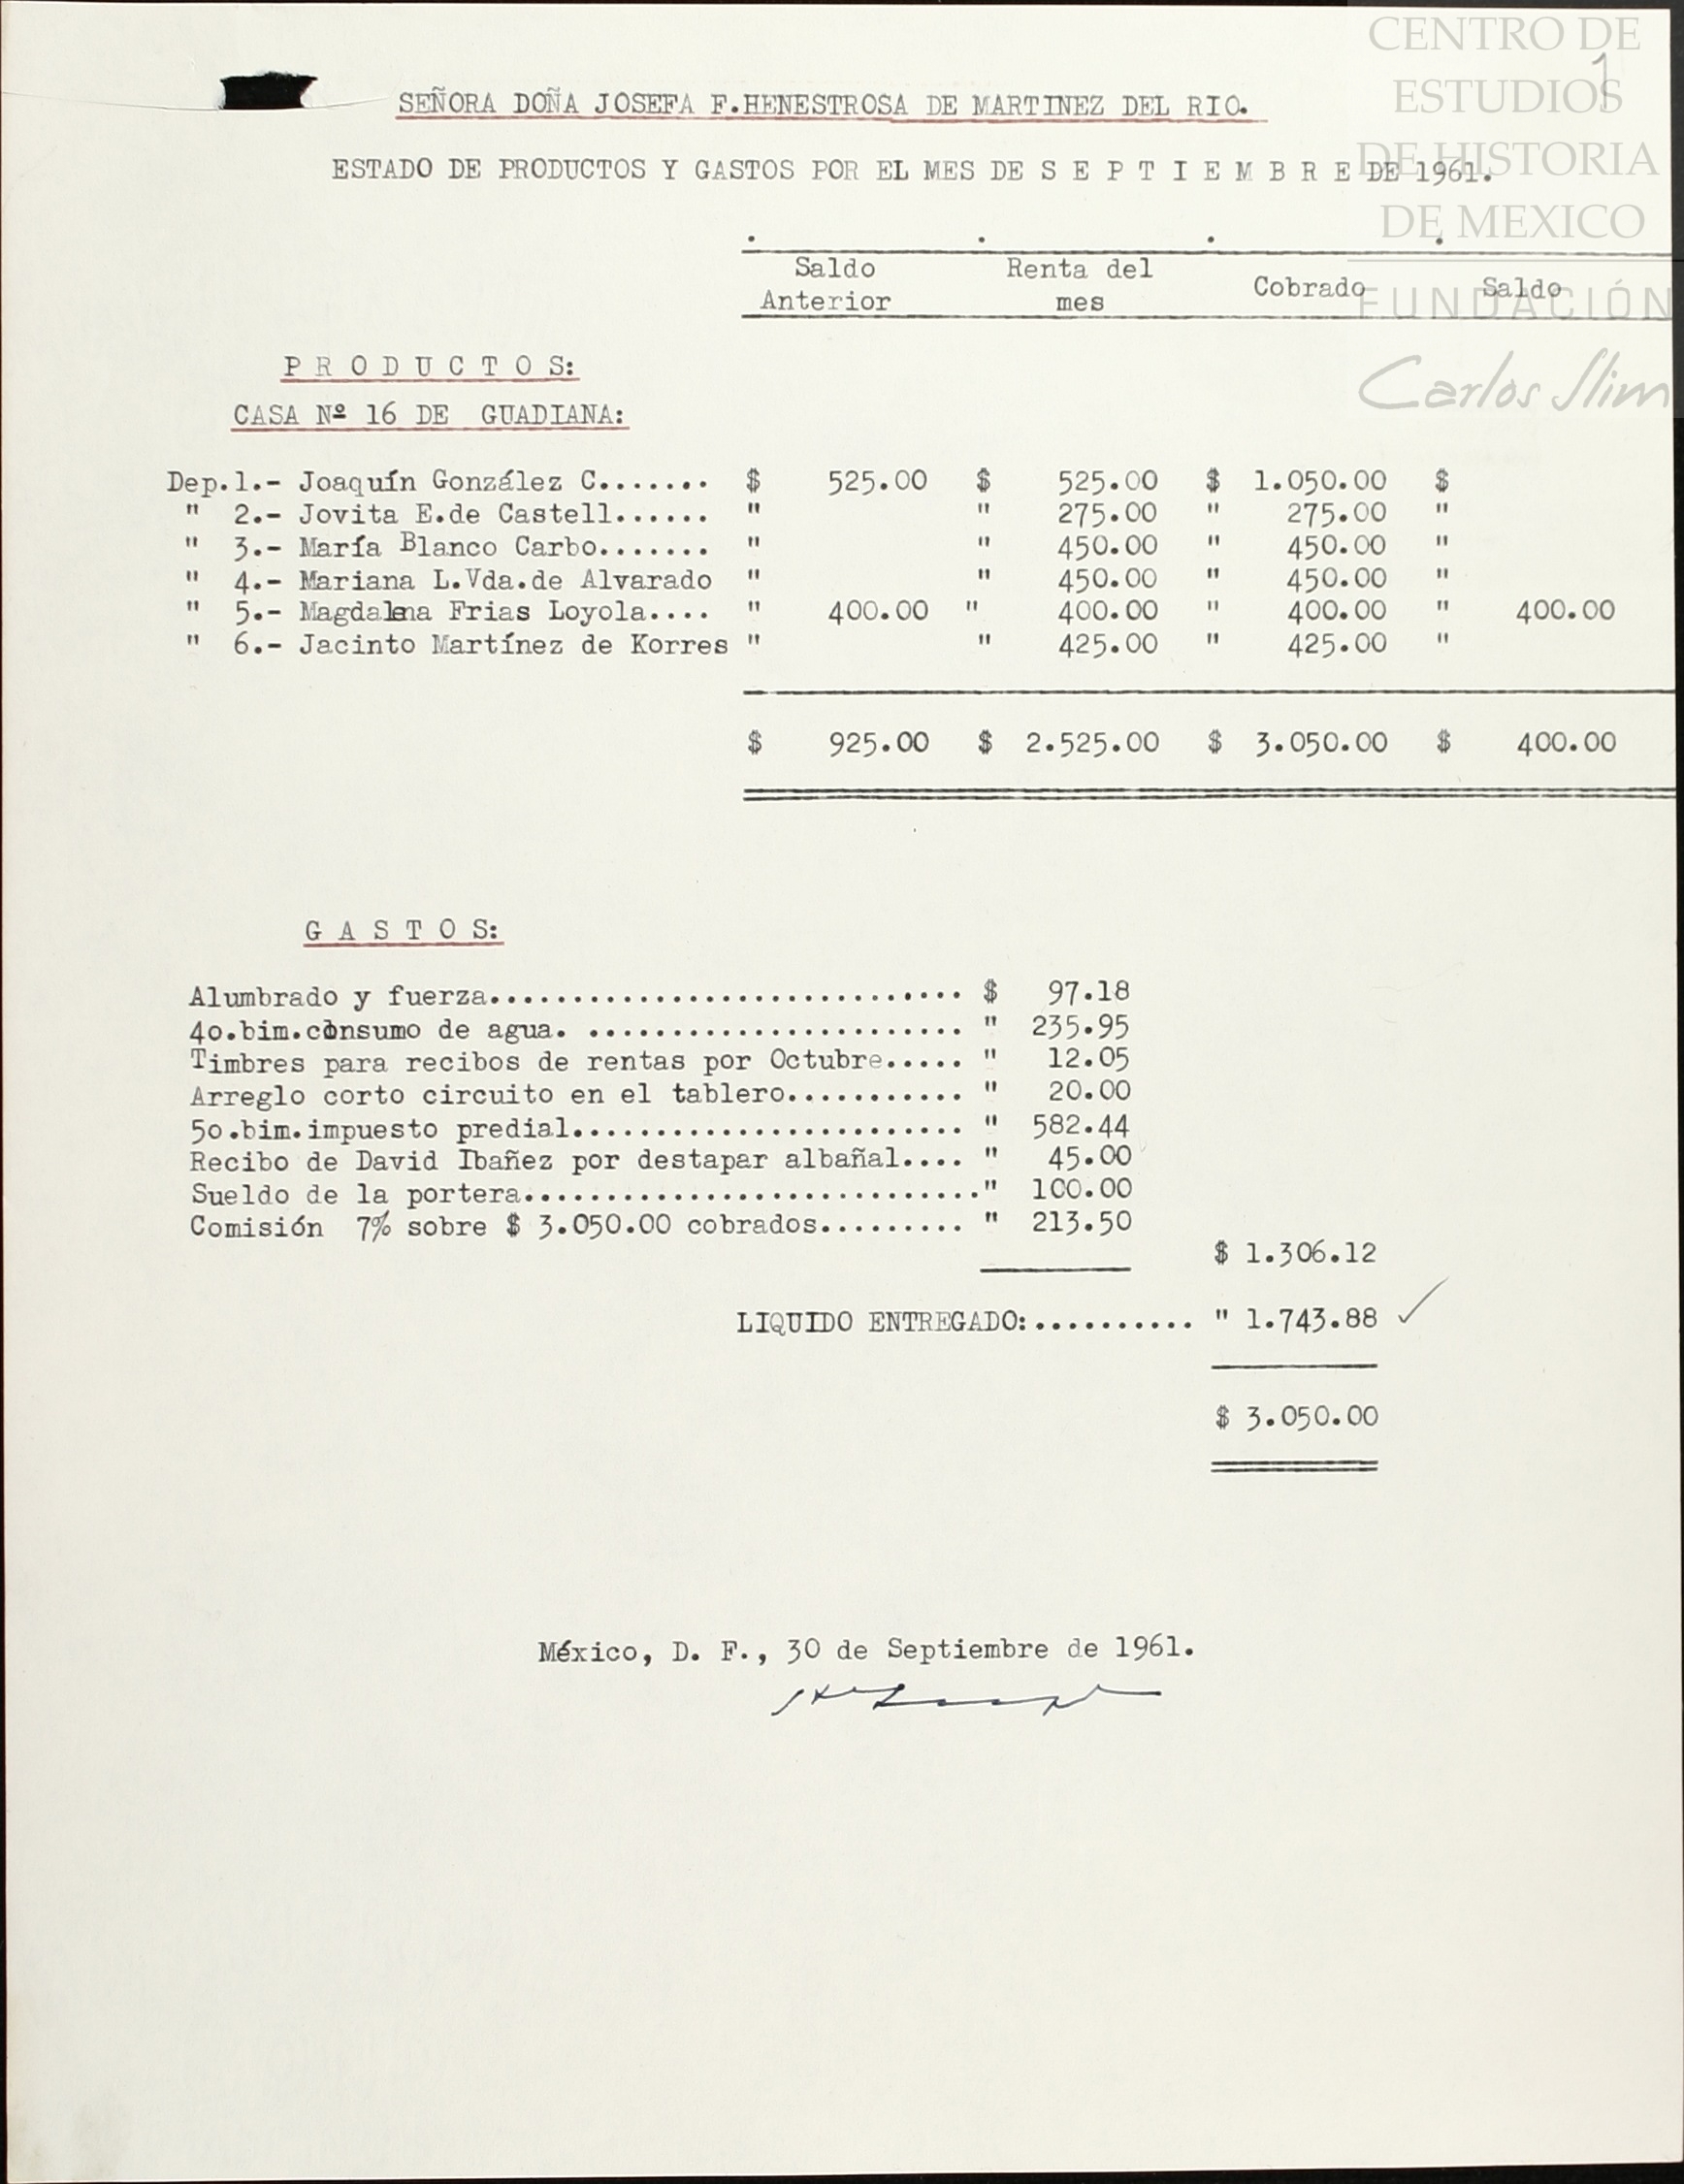 CENTRO DE
ESTUDIOS
DE HISTORIA
DE MEXICO
FUNDACIÓN
Carlos Slim
1
SEÑORA DOÑA JOSEFA F.HENESTROSA DE MARTINEZ DEL RIO.
ESTADO DE PRODUCTOS Y GASTOS POR EL MES DE S E P T I E M B R E DE 1961.
Saldo Anterior Renta del mes Cobrado Saldo
P R O D U C T O S:
CASA Nº 16 DE GUADIANA:
Dep.1.- Joaquín González C....... $ 525.00 $ 525.00 $ 1.050.00 $
" 2.- Jovita E.de Castell...... " " 275.00 " 275.00 "
" 3.- María Blanco Carbo....... " " 450.00 " 450.00 "
" 4.- Mariana L.Vda.de Alvarado " " 450.00 " 450.00 "
" 5.- Magdalena Frias Loyola.... " 400.00 " 400.00 " 400.00 " 400.00
" 6.- Jacinto Martínez de Korres " " 425.00 " 425.00 "
$ 925.00 $ 2.525.00 $ 3.050.00 $ 400.00
G A S T O S:
Alumbrado y fuerza............................. $ 97.18
4o.bim.cònsumo de agua. ....................... " 235.95
Timbres para recibos de rentas por Octubre..... " 12.05
Arreglo corto circuito en el tablero........... " 20.00
5o.bim.impuesto predial........................ " 582.44
Recibo de David Ibañez por destapar albañal.... " 45.00
Sueldo de la portera............................" 100.00
Comisión 7% sobre $ 3.050.00 cobrados......... " 213.50
$ 1.306.12
LIQUIDO ENTREGADO:.......... " 1.743.88
$ 3.050.00
México, D. F., 30 de Septiembre de 1961.